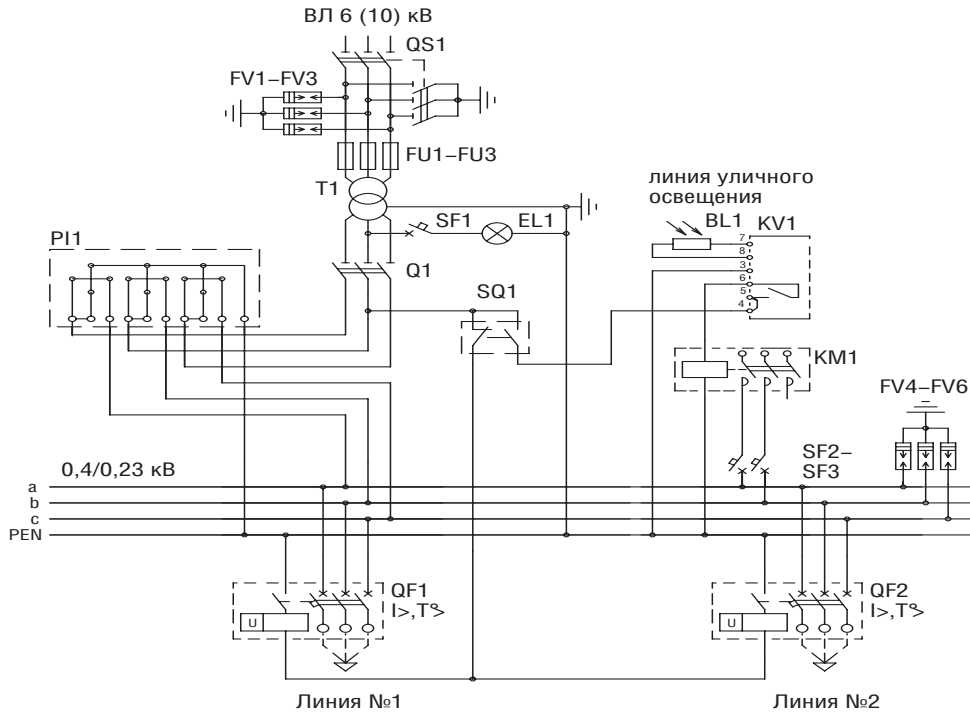 ВЛ 6 (10) кВ
QS1
FV1–FV3
FU1–FU3
T1
линия уличного
освещения
SF1
EL1
BL1
KV1
7
8
3
6
5
4
PI1
Q1
SQ1
KM1
FV4–FV6
0,4/0,23 кВ
SF2–
SF3
a
b
c
PEN
QF1
I>,T°>
U
QF2
I>,T°>
U
Линия №1
Линия №2